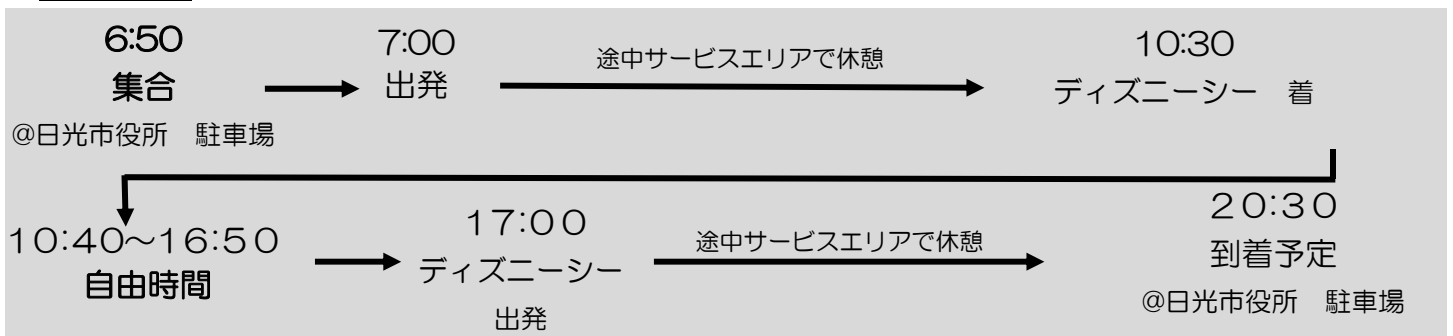 6:50
集合
@日光市役所　駐車場
7:00
出発
途中サービスエリアで休憩
10:30
ディズニーシー　着
10:40～16:50
自由時間
17:00
ディズニーシー
出発
途中サービスエリアで休憩
20:30
到着予定
@日光市役所　駐車場